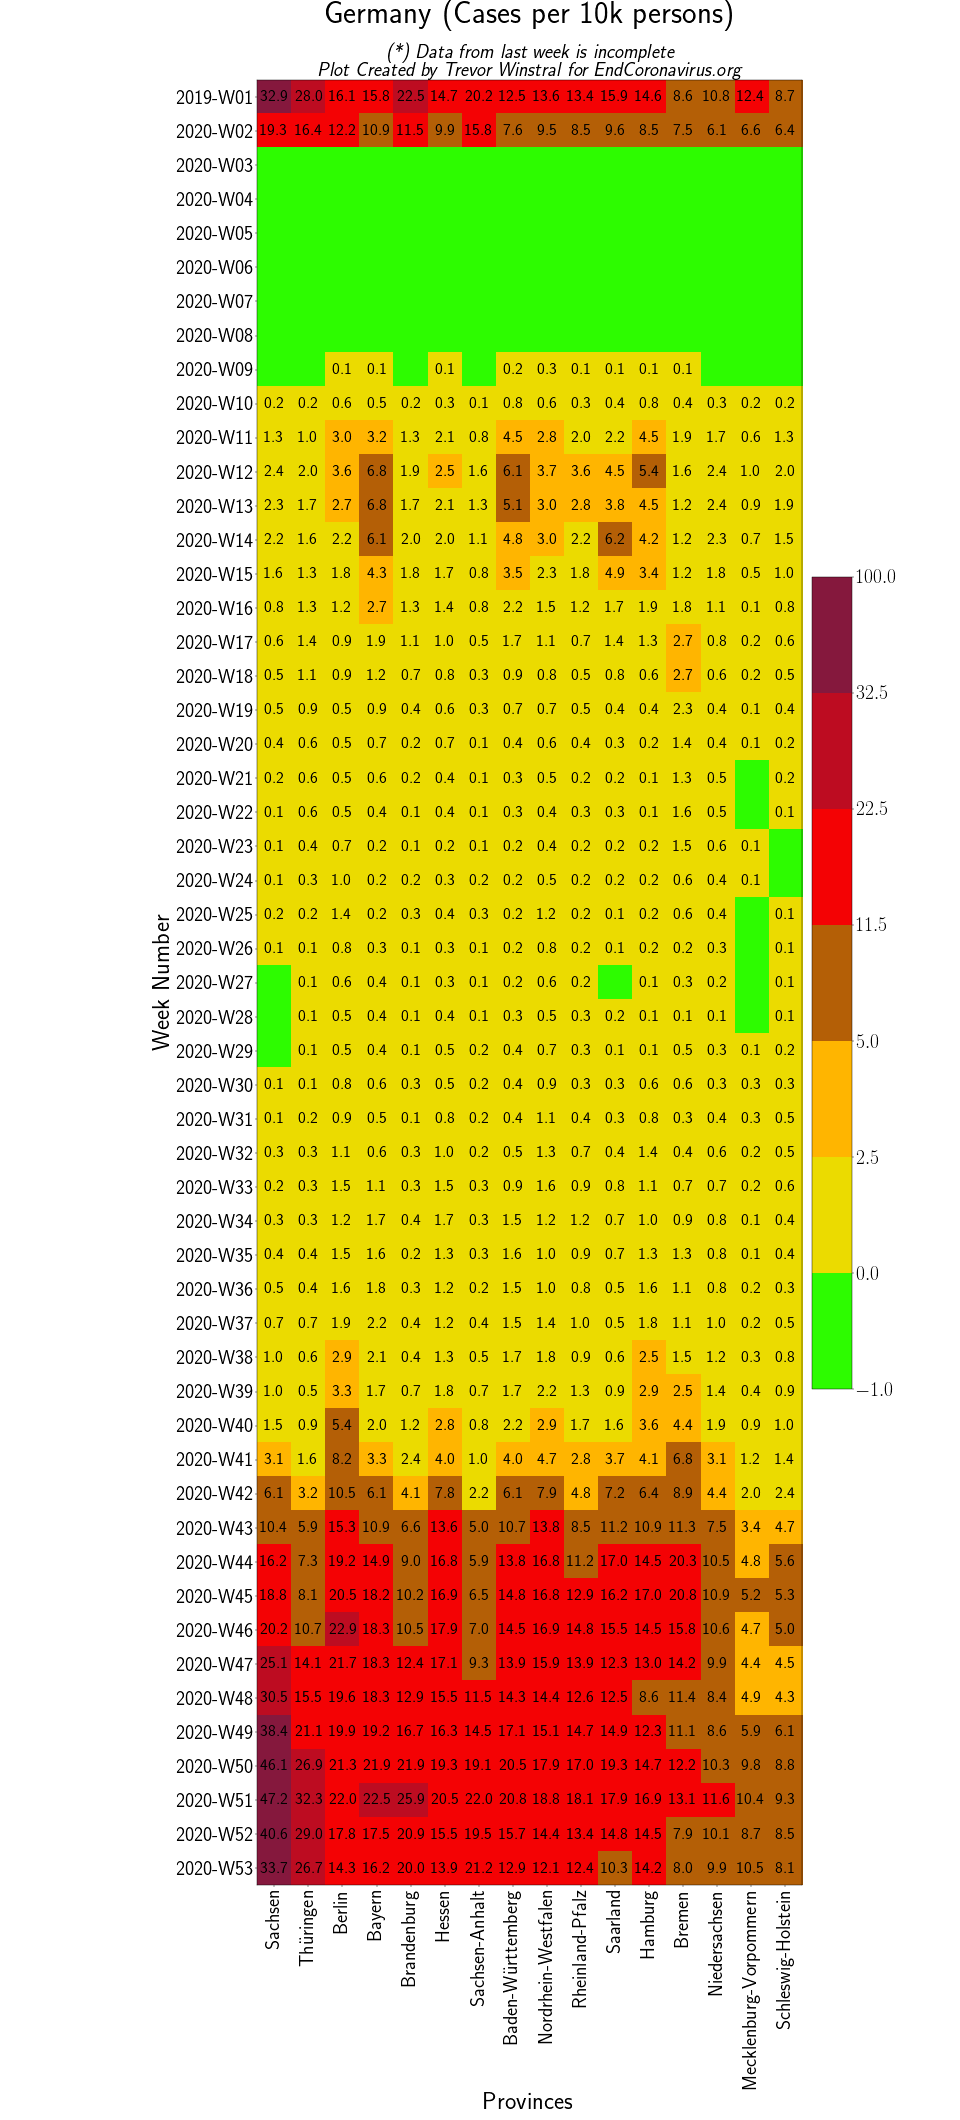 Germany (Cases per 10k persons)
(*) Data from last week is incomplete
Plot Created by Trevor Winstral for EndCoronavirus.org
2019-W01 32.9 28.0 16.1 15.8 22.5 14.7 20.2 12.5 13.6 13.4 15.9 14.6 8.6 10.8 12.4 8.7
2020-W02 19.3 16.4 12.2 10.9 11.5 9.9 15.8 7.6 9.5 8.5 9.6 8.5 7.5 6.1 6.6 6.4
2020-W03
2020-W04
2020-W05
2020-W06
2020-W07
2020-W08
2020-W09 0.1 0.1 0.1 0.2 0.3 0.1 0.1 0.1 0.1
2020-W10 0.2 0.2 0.6 0.5 0.2 0.3 0.1 0.8 0.6 0.3 0.4 0.8 0.4 0.3 0.2 0.2
2020-W11 1.3 1.0 3.0 3.2 1.3 2.1 0.8 4.5 2.8 2.0 2.2 4.5 1.9 1.7 0.6 1.3
2020-W12 2.4 2.0 3.6 6.8 1.9 2.5 1.6 6.1 3.7 3.6 4.5 5.4 1.6 2.4 1.0 2.0
2020-W13 2.3 1.7 2.7 6.8 1.7 2.1 1.3 5.1 3.0 2.8 3.8 4.5 1.2 2.4 0.9 1.9
2020-W14 2.2 1.6 2.2 6.1 2.0 2.0 1.1 4.8 3.0 2.2 6.2 4.2 1.2 2.3 0.7 1.5
2020-W15 1.6 1.3 1.8 4.3 1.8 1.7 0.8 3.5 2.3 1.8 4.9 3.4 1.2 1.8 0.5 1.0
2020-W16 0.8 1.3 1.2 2.7 1.3 1.4 0.8 2.2 1.5 1.2 1.7 1.9 1.8 1.1 0.1 0.8
2020-W17 0.6 1.4 0.9 1.9 1.1 1.0 0.5 1.7 1.1 0.7 1.4 1.3 2.7 0.8 0.2 0.6
2020-W18 0.5 1.1 0.9 1.2 0.7 0.8 0.3 0.9 0.8 0.5 0.8 0.6 2.7 0.6 0.2 0.5
2020-W19 0.5 0.9 0.5 0.9 0.4 0.6 0.3 0.7 0.7 0.5 0.4 0.4 2.3 0.4 0.1 0.4
2020-W20 0.4 0.6 0.5 0.7 0.2 0.7 0.1 0.4 0.6 0.4 0.3 0.2 1.4 0.4 0.1 0.2
2020-W21 0.2 0.6 0.5 0.6 0.2 0.4 0.1 0.3 0.5 0.2 0.2 0.1 1.3 0.5 0.2
2020-W22 0.1 0.6 0.5 0.4 0.1 0.4 0.1 0.3 0.4 0.3 0.3 0.1 1.6 0.5 0.1
2020-W23 0.1 0.4 0.7 0.2 0.1 0.2 0.1 0.2 0.4 0.2 0.2 0.2 1.5 0.6 0.1
2020-W24 0.1 0.3 1.0 0.2 0.2 0.3 0.2 0.2 0.5 0.2 0.2 0.2 0.6 0.4 0.1
2020-W25 0.2 0.2 1.4 0.2 0.3 0.4 0.3 0.2 1.2 0.2 0.1 0.2 0.6 0.4 0.1
2020-W26 0.1 0.1 0.8 0.3 0.1 0.3 0.1 0.2 0.8 0.2 0.1 0.2 0.2 0.3 0.1
2020-W27 0.1 0.6 0.4 0.1 0.3 0.1 0.2 0.6 0.2 0.1 0.3 0.2 0.1
2020-W28 0.1 0.5 0.4 0.1 0.4 0.1 0.3 0.5 0.3 0.2 0.1 0.1 0.1 0.1
2020-W29 0.1 0.5 0.4 0.1 0.5 0.2 0.4 0.7 0.3 0.1 0.1 0.5 0.3 0.1 0.2
2020-W30 0.1 0.1 0.8 0.6 0.3 0.5 0.2 0.4 0.9 0.3 0.3 0.6 0.6 0.3 0.3 0.3
2020-W31 0.1 0.2 0.9 0.5 0.1 0.8 0.2 0.4 1.1 0.4 0.3 0.8 0.3 0.4 0.3 0.5
2020-W32 0.3 0.3 1.1 0.6 0.3 1.0 0.2 0.5 1.3 0.7 0.4 1.4 0.4 0.6 0.2 0.5
2020-W33 0.2 0.3 1.5 1.1 0.3 1.5 0.3 0.9 1.6 0.9 0.8 1.1 0.7 0.7 0.2 0.6
2020-W34 0.3 0.3 1.2 1.7 0.4 1.7 0.3 1.5 1.2 1.2 0.7 1.0 0.9 0.8 0.1 0.4
2020-W35 0.4 0.4 1.5 1.6 0.2 1.3 0.3 1.6 1.0 0.9 0.7 1.3 1.3 0.8 0.1 0.4
2020-W36 0.5 0.4 1.6 1.8 0.3 1.2 0.2 1.5 1.0 0.8 0.5 1.6 1.1 0.8 0.2 0.3
2020-W37 0.7 0.7 1.9 2.2 0.4 1.2 0.4 1.5 1.4 1.0 0.5 1.8 1.1 1.0 0.2 0.5
2020-W38 1.0 0.6 2.9 2.1 0.4 1.3 0.5 1.7 1.8 0.9 0.6 2.5 1.5 1.2 0.3 0.8
2020-W39 1.0 0.5 3.3 1.7 0.7 1.8 0.7 1.7 2.2 1.3 0.9 2.9 2.5 1.4 0.4 0.9
2020-W40 1.5 0.9 5.4 2.0 1.2 2.8 0.8 2.2 2.9 1.7 1.6 3.6 4.4 1.9 0.9 1.0
2020-W41 3.1 1.6 8.2 3.3 2.4 4.0 1.0 4.0 4.7 2.8 3.7 4.1 6.8 3.1 1.2 1.4
2020-W42 6.1 3.2 10.5 6.1 4.1 7.8 2.2 6.1 7.9 4.8 7.2 6.4 8.9 4.4 2.0 2.4
2020-W43 10.4 5.9 15.3 10.9 6.6 13.6 5.0 10.7 13.8 8.5 11.2 10.9 11.3 7.5 3.4 4.7
2020-W44 16.2 7.3 19.2 14.9 9.0 16.8 5.9 13.8 16.8 11.2 17.0 14.5 20.3 10.5 4.8 5.6
2020-W45 18.8 8.1 20.5 18.2 10.2 16.9 6.5 14.8 16.8 12.9 16.2 17.0 20.8 10.9 5.2 5.3
2020-W46 20.2 10.7 22.9 18.3 10.5 17.9 7.0 14.5 16.9 14.8 15.5 14.5 15.8 10.6 4.7 5.0
2020-W47 25.1 14.1 21.7 18.3 12.4 17.1 9.3 13.9 15.9 13.9 12.3 13.0 14.2 9.9 4.4 4.5
2020-W48 30.5 15.5 19.6 18.3 12.9 15.5 11.5 14.3 14.4 12.6 12.5 8.6 11.4 8.4 4.9 4.3
2020-W49 38.4 21.1 19.9 19.2 16.7 16.3 14.5 17.1 15.1 14.7 14.9 12.3 11.1 8.6 5.9 6.1
2020-W50 46.1 26.9 21.3 21.9 21.9 19.3 19.1 20.5 17.9 17.0 19.3 14.7 12.2 10.3 9.8 8.8
2020-W51 47.2 32.3 22.0 22.5 25.9 20.5 22.0 20.8 18.8 18.1 17.9 16.9 13.1 11.6 10.4 9.3
2020-W52 40.6 29.0 17.8 17.5 20.9 15.5 19.5 15.7 14.4 13.4 14.8 14.5 7.9 10.1 8.7 8.5
2020-W53 33.7 26.7 14.3 16.2 20.0 13.9 21.2 12.9 12.1 12.4 10.3 14.2 8.0 9.9 10.5 8.1
Week Number
Sachsen
Thüringen
Berlin
Bayern
Brandenburg
Hessen
Sachsen-Anhalt
Baden-Württemberg
Nordrhein-Westfalen
Rheinland-Pfalz
Saarland
Hamburg
Bremen
Niedersachsen
Mecklenburg-Vorpommern
Schleswig-Holstein
Provinces
100.0
32.5
22.5
11.5
5.0
2.5
0.0
−1.0